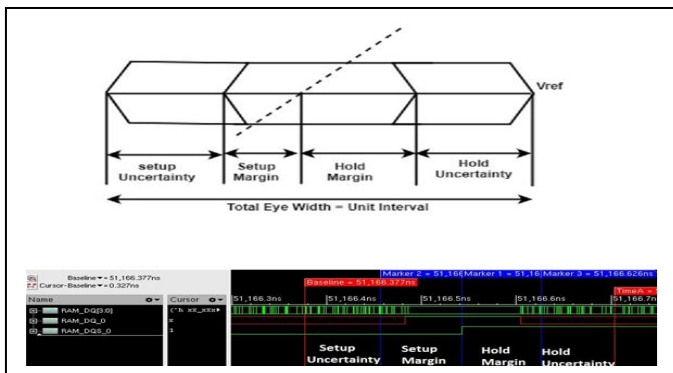 Vref
setup Uncertainty
Setup Margin
Hold Margin
Hold Uncertainty
Total Eye Width = Unit Interval
Baseline = 51,166.377ns
Cursor-Baseline = 0.327ns
Marker 2 = 51,166 Marker 1 = 51,16 Marker 3 = 51,166.626ns
Baseline = 51,166.377ns
TimeA =
Name Cursor 51,166.3ns 51,166.4ns 51,166.5ns 51,166.6ns 51,166.7n
RAM_DQ[3:0] ('h xX_xXx
RAM_DQ_0 x
RAM_DQS_0 1
Setup Uncertainty
Setup Margin
Hold Margin
Hold Uncertainty